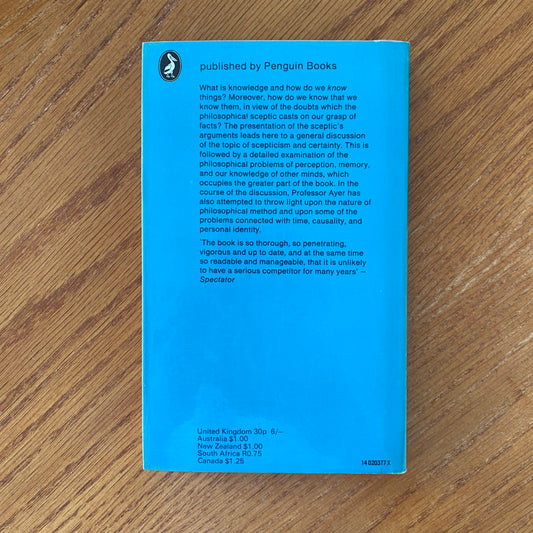 published by Penguin Books
What is knowledge and how do we know
things? Moreover, how do we know that we
know them, in view of the doubts which the
philosophical sceptic casts on our grasp of
facts? The presentation of the sceptic's
arguments leads here to a general discussion
of the topic of scepticism and certainty. This is
followed by a detailed examination of the
philosophical problems of perception, memory,
and our knowledge of other minds, which
occupies the greater part of the book. In the
course of the discussion, Professor Ayer has
also attempted to throw light upon the nature of
philosophical method and upon some of the
problems connected with time, causality, and
personal identity.
'The book is so thorough, so penetrating,
vigorous and up to date, and at the same time
so readable and manageable, that it is unlikely
to have a serious competitor for many years' –
Spectator
United Kingdom 30p 6/–
Australia $1.00
New Zealand $1.00
South Africa R0.75
Canada $1.25
14 020377 X